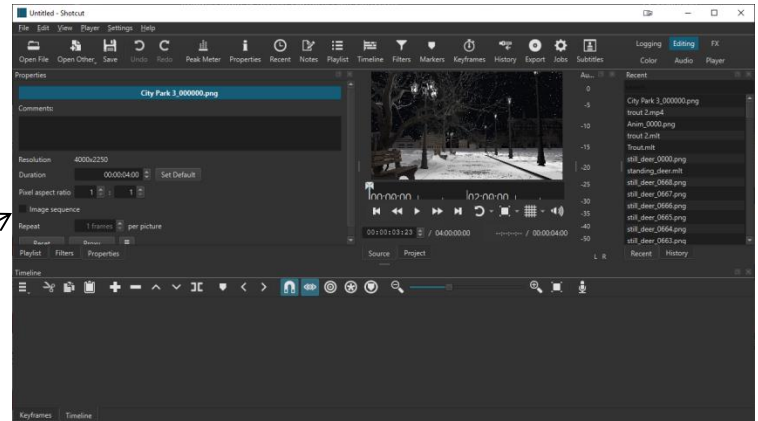 Untitled - Shotcut
File Edit View Player Settings Help
Open File Open Other... Save Undo Redo Peak Meter Properties Recent Notes Playlist Timeline Filters Markers Keyframes History Export Jobs Subtitles
Logging Editing FX
Color Audio Player
Properties
City Park 3_000000.png
Comments:
Resolution 4000x2250
Duration 00:00:04:00 Set Default
Pixel aspect ratio 1 : 1
Image sequence
Repeat 1 frames per picture
Reset Proxy
Playlist Filters Properties
00:00:00 02:00:00
00:00:03:23 / 04:00:00:00 --:--:--:-- / 00:00:04:00
Source Project
Au...
0
-5
-10
-15
-20
-25
-30
-35
-40
-50
L R
Recent
City Park 3_000000.png
trout 2.mp4
Anim_0000.png
trout 2.mlt
Trout.mlt
still_deer_0000.png
standing_deer.mlt
still_deer_0668.png
still_deer_0667.png
still_deer_0666.png
still_deer_0665.png
still_deer_0664.png
still_deer_0663.png
Recent History
Timeline
Keyframes Timeline